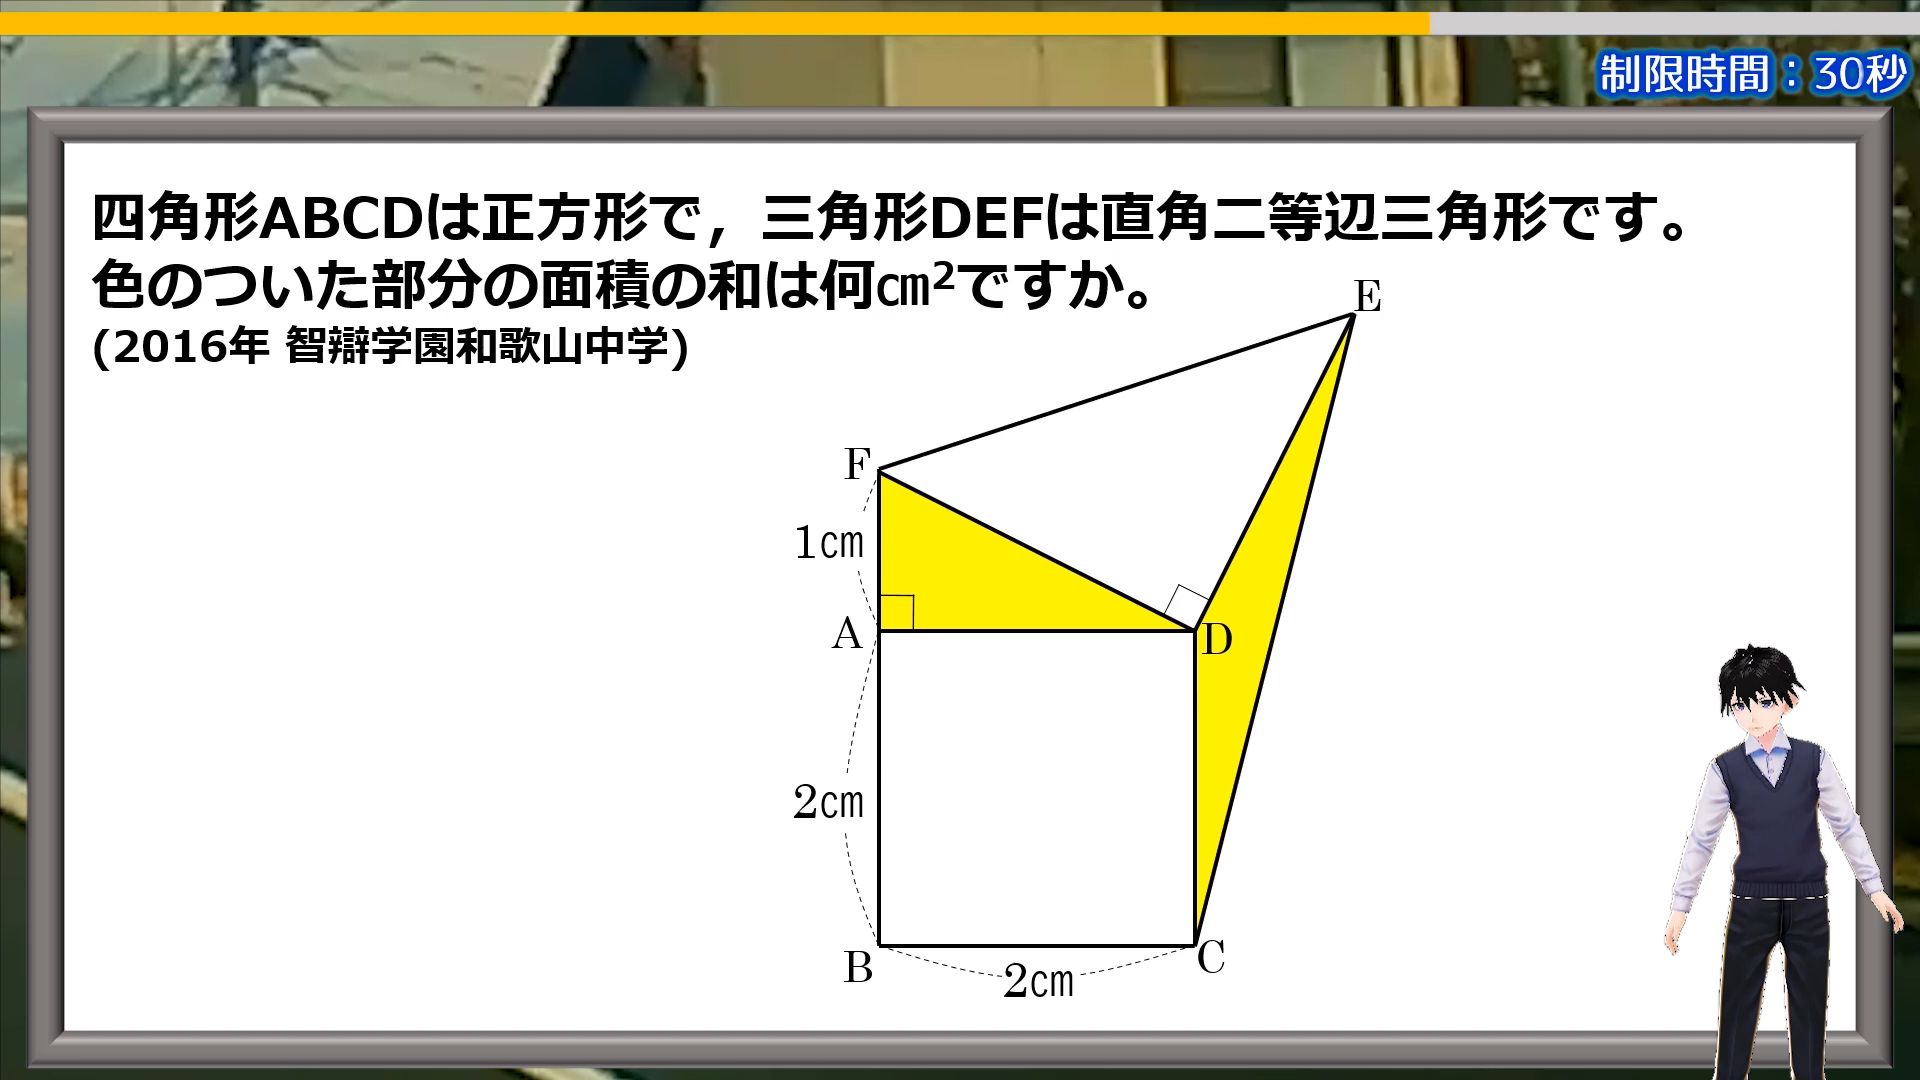 制限時間：30秒
四角形ABCDは正方形で，三角形DEFは直角二等辺三角形です。
色のついた部分の面積の和は何㎝²ですか。
(2016年 智辯学園和歌山中学)
E
F
1㎝
A
D
2㎝
B
C
2㎝